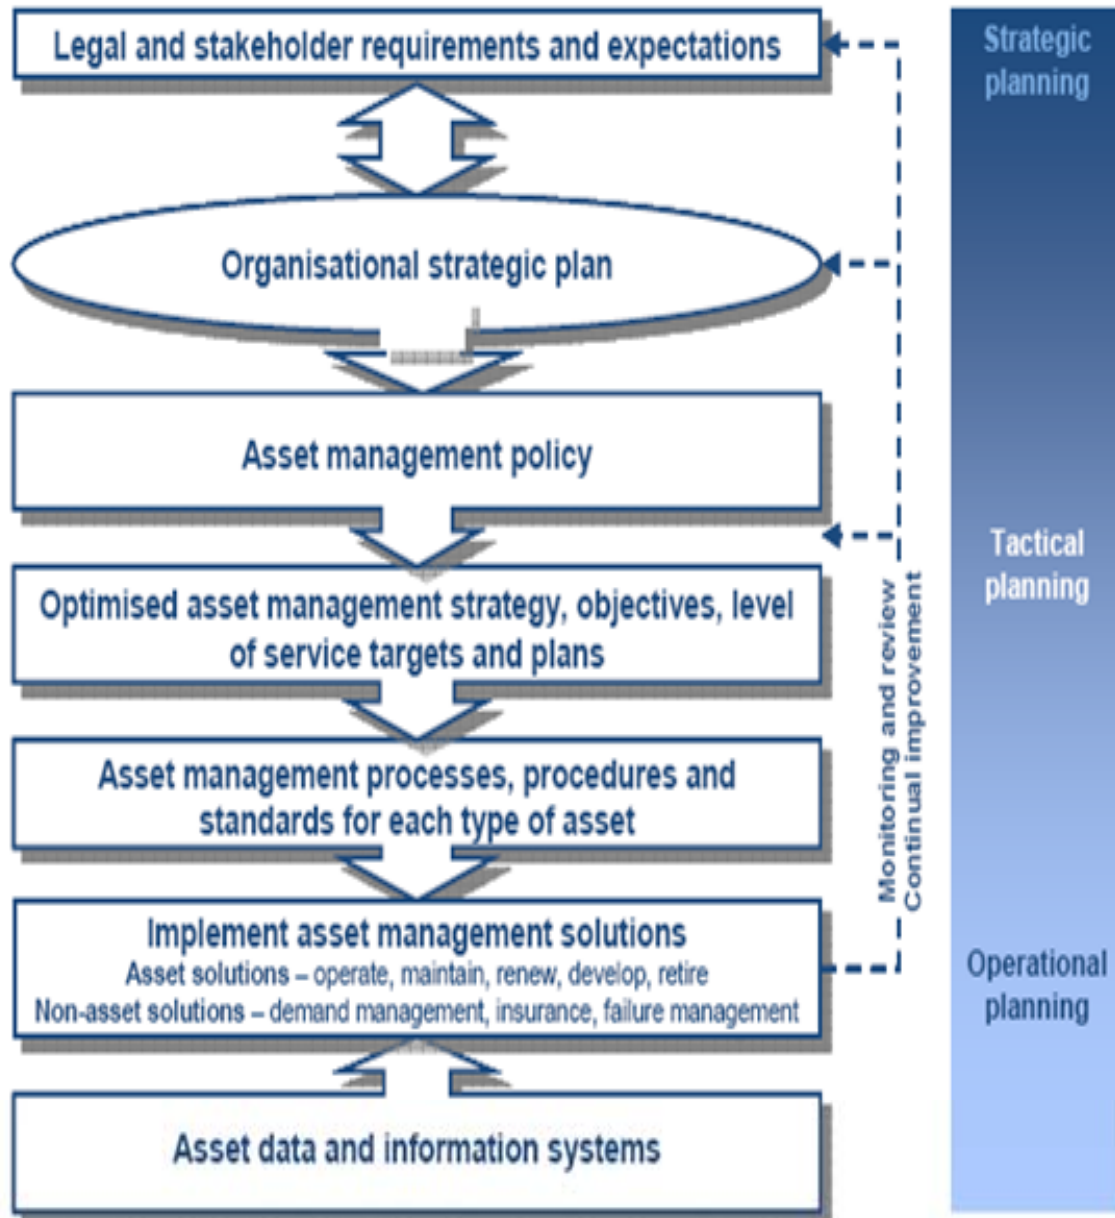 Legal and stakeholder requirements and expectations
Organisational strategic plan
Asset management policy
Optimised asset management strategy, objectives, level
of service targets and plans
Asset management processes, procedures and
standards for each type of asset
Implement asset management solutions
Asset solutions – operate, maintain, renew, develop, retire
Non-asset solutions – demand management, insurance, failure management
Asset data and information systems
Monitoring and review
Continual improvement
Strategic
planning
Tactical
planning
Operational
planning